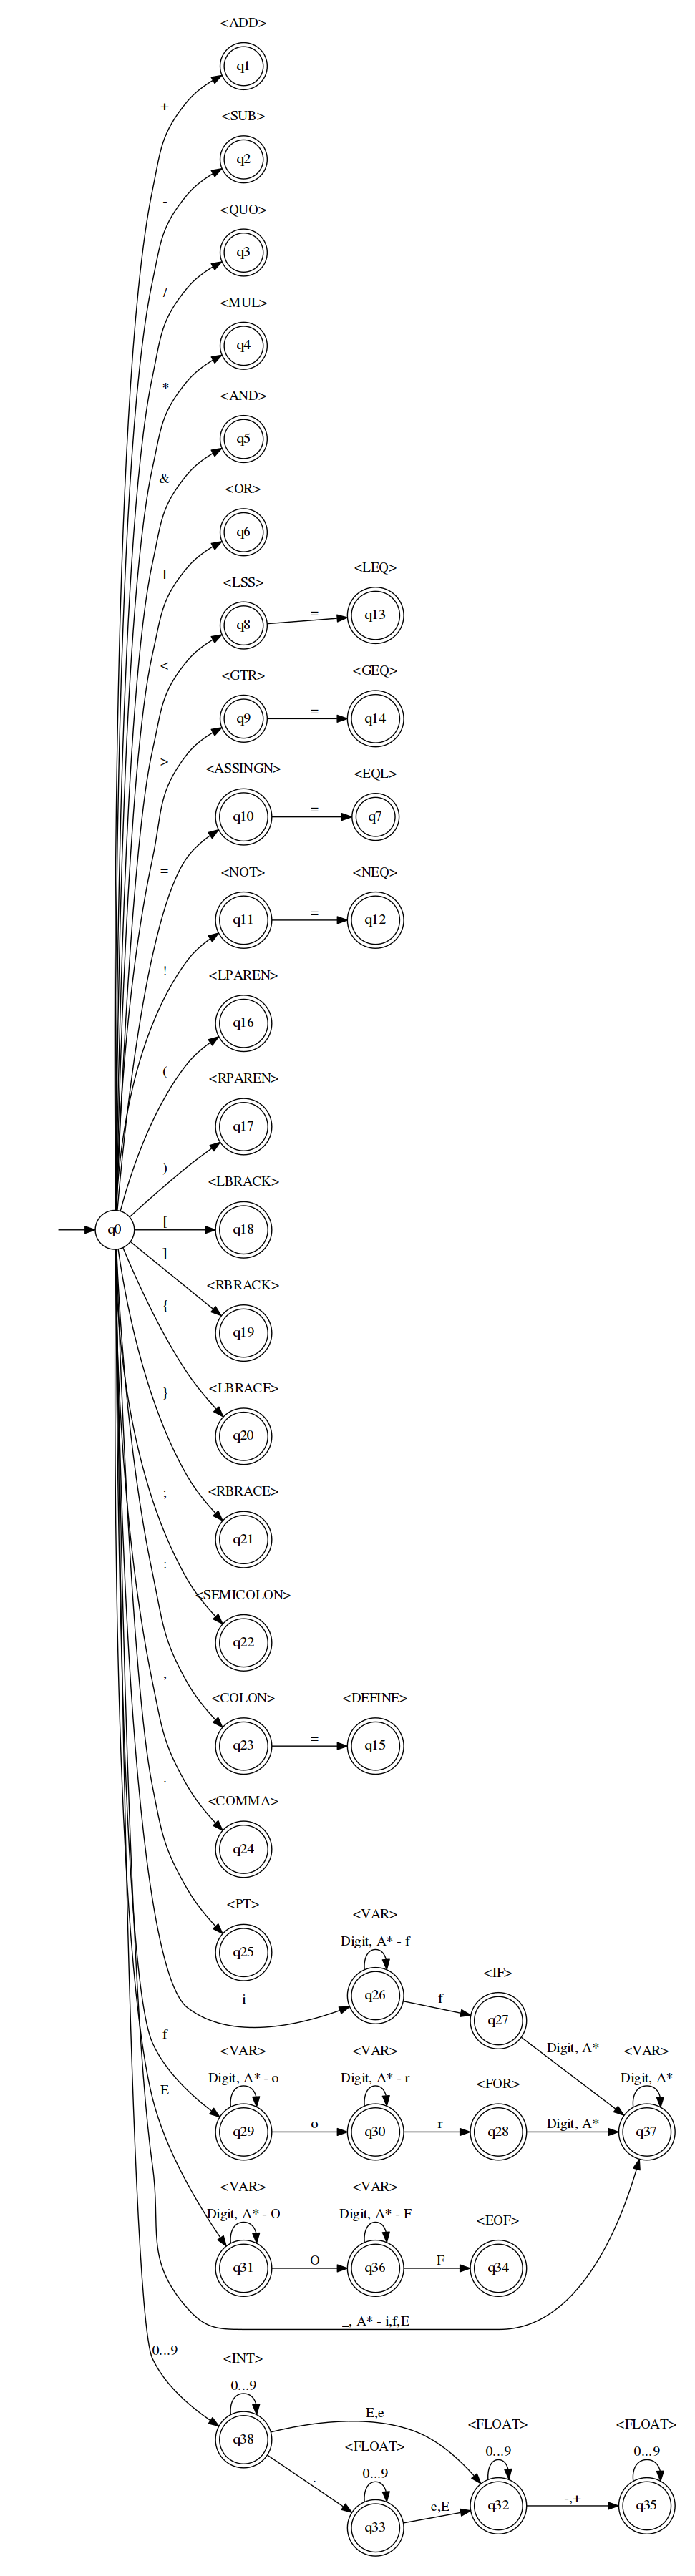 <ADD>
q1
+
<SUB>
q2
-
<QUO>
q3
/
<MUL>
q4
*
<AND>
q5
&
<OR>
q6
|
<LEQ>
<LSS>
q8
=
q13
<
<GTR>
<GEQ>
q9
=
q14
>
<ASSINGN>
<EQL>
q10
=
q7
=
<NOT>
<NEQ>
q11
=
q12
!
<LPAREN>
q16
(
<RPAREN>
q17
)
<LBRACK>
q0
[
q18
]
<RBRACK>
{
q19
<LBRACE>
}
q20
<RBRACE>
;
q21
:
<SEMICOLON>
q22
,
<COLON>
<DEFINE>
q23
=
q15
.
<COMMA>
q24
<PT>
<VAR>
Digit, A* - f
q25
<IF>
q26
f
i
q27
f
<VAR>
<VAR>
Digit, A*
<VAR>
Digit, A* - o
Digit, A* - r
<FOR>
Digit, A*
E
q29
o
q30
r
q28
Digit, A*
q37
<VAR>
<VAR>
Digit, A* - O
Digit, A* - F
<EOF>
q31
O
q36
F
q34
_, A* - i,f,E
0...9
<INT>
0...9
q38
E,e
<FLOAT>
<FLOAT>
<FLOAT>
0...9
0...9
0...9
.
q33
e,E
q32
-,+
q35